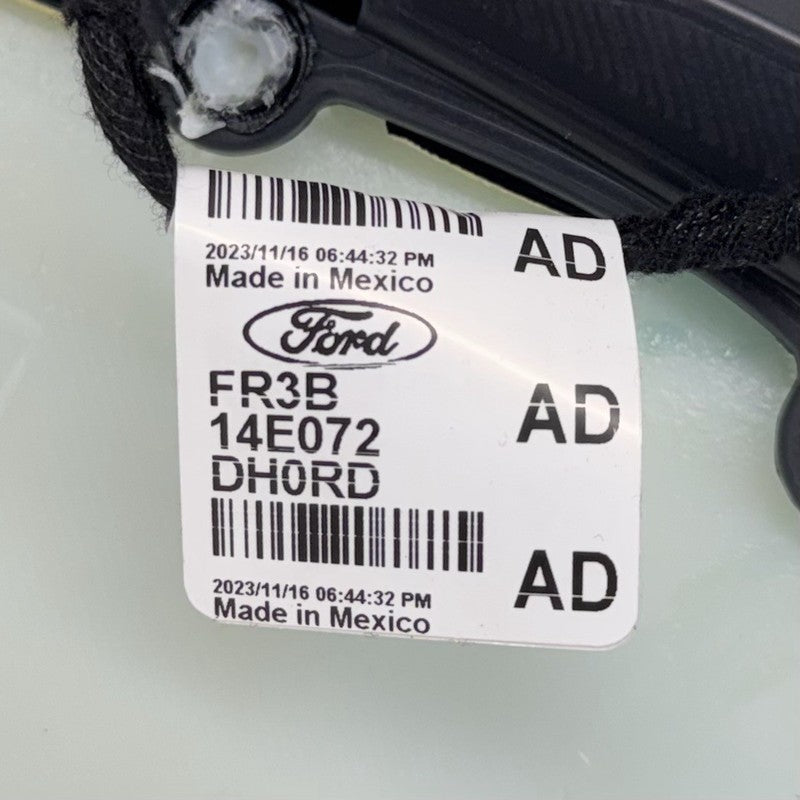 2023/11/16 06:44:32 PM
Made in Mexico
AD
Ford
FR3B
14E072
DH0RD
AD
2023/11/16 06:44:32 PM
Made in Mexico
AD